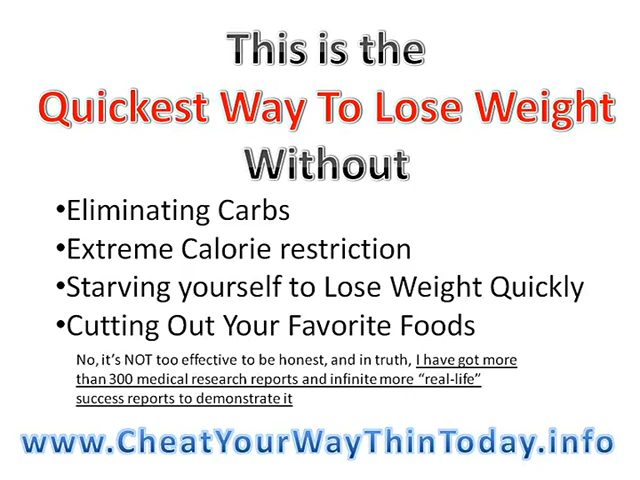 This is the
Quickest Way To Lose Weight
Without
•Eliminating Carbs
•Extreme Calorie restriction
•Starving yourself to Lose Weight Quickly
•Cutting Out Your Favorite Foods
No, it's NOT too effective to be honest, and in truth, I have got more
than 300 medical research reports and infinite more “real-life”
success reports to demonstrate it
www.CheatYourWayThinToday.info